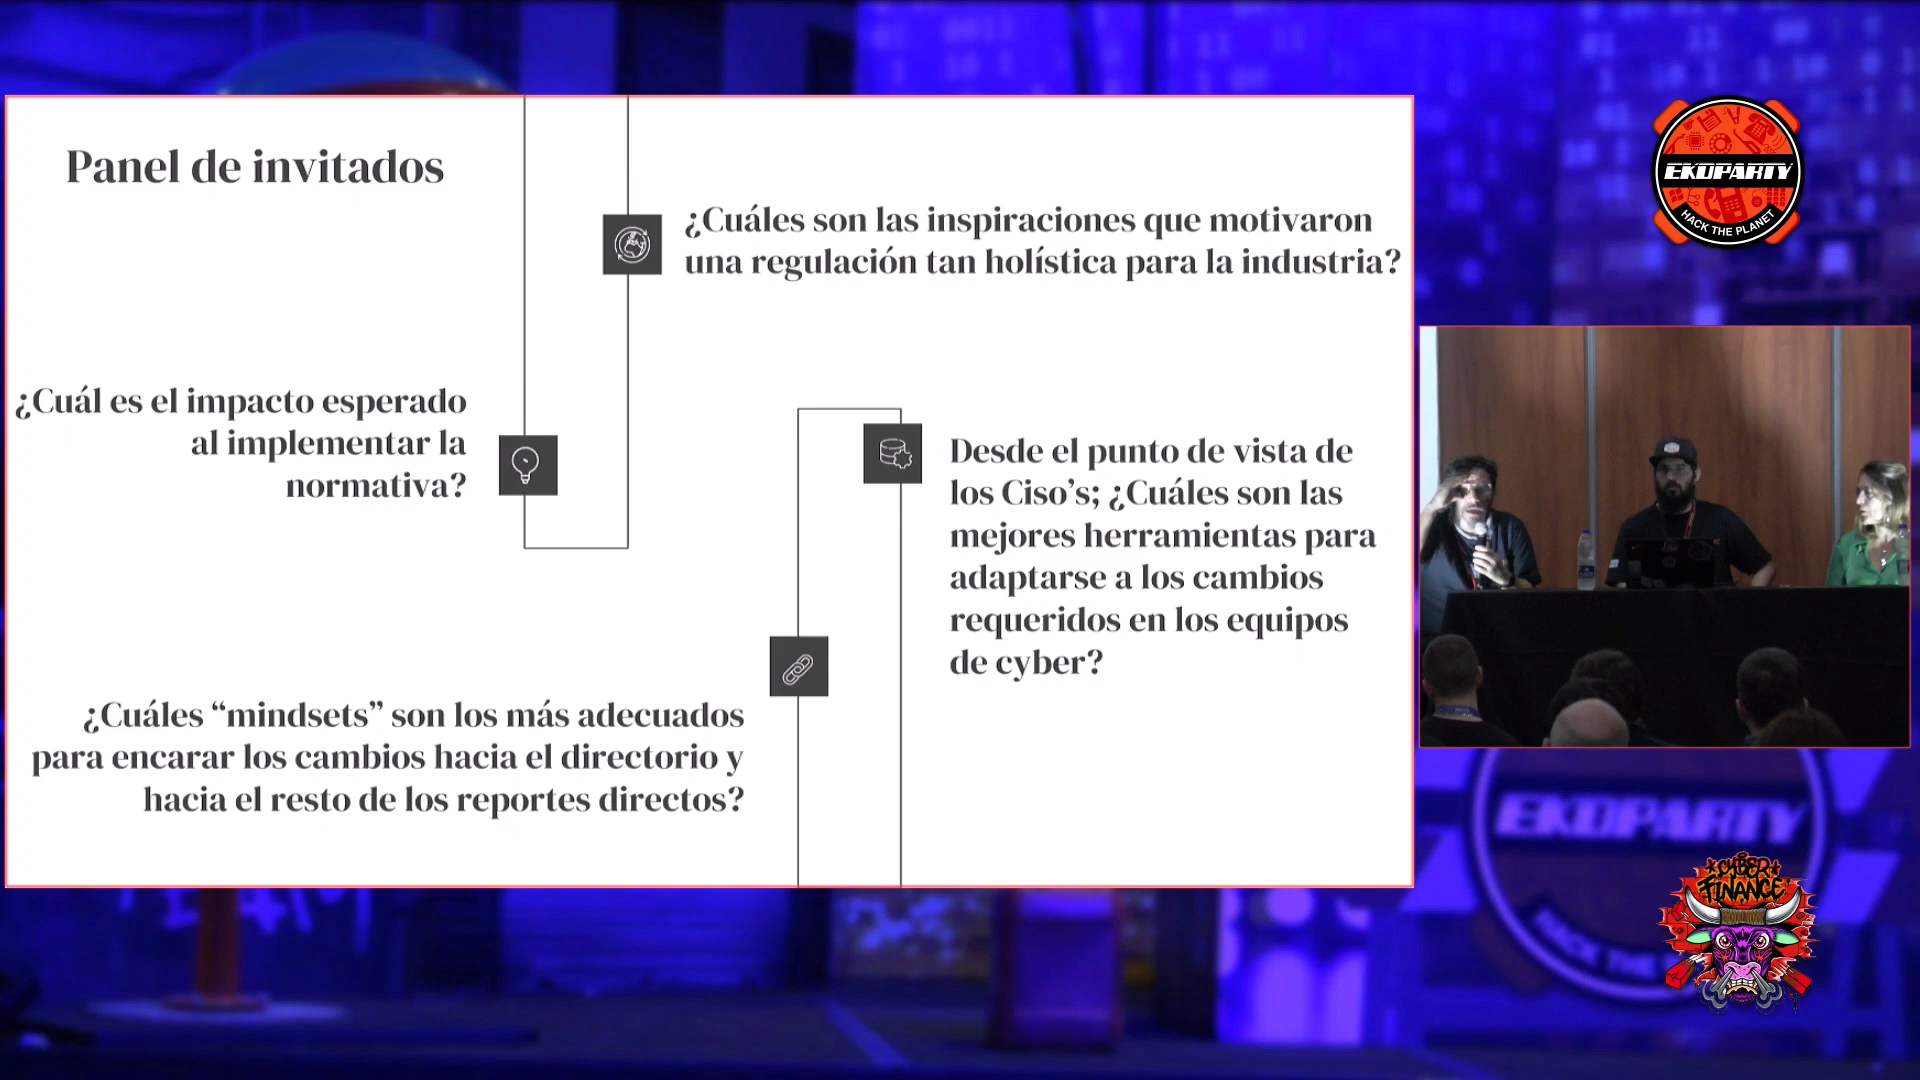 Panel de invitados
¿Cuáles son las inspiraciones que motivaron
una regulación tan holística para la industria?
¿Cuál es el impacto esperado
al implementar la
normativa?
Desde el punto de vista de
los Ciso’s; ¿Cuáles son las
mejores herramientas para
adaptarse a los cambios
requeridos en los equipos
de cyber?
¿Cuáles “mindsets” son los más adecuados
para encarar los cambios hacia el directorio y
hacia el resto de los reportes directos?
EKOPARTY
HACK THE PLANET
EKOPARTY
HACK THE
CYBER
FINANCE